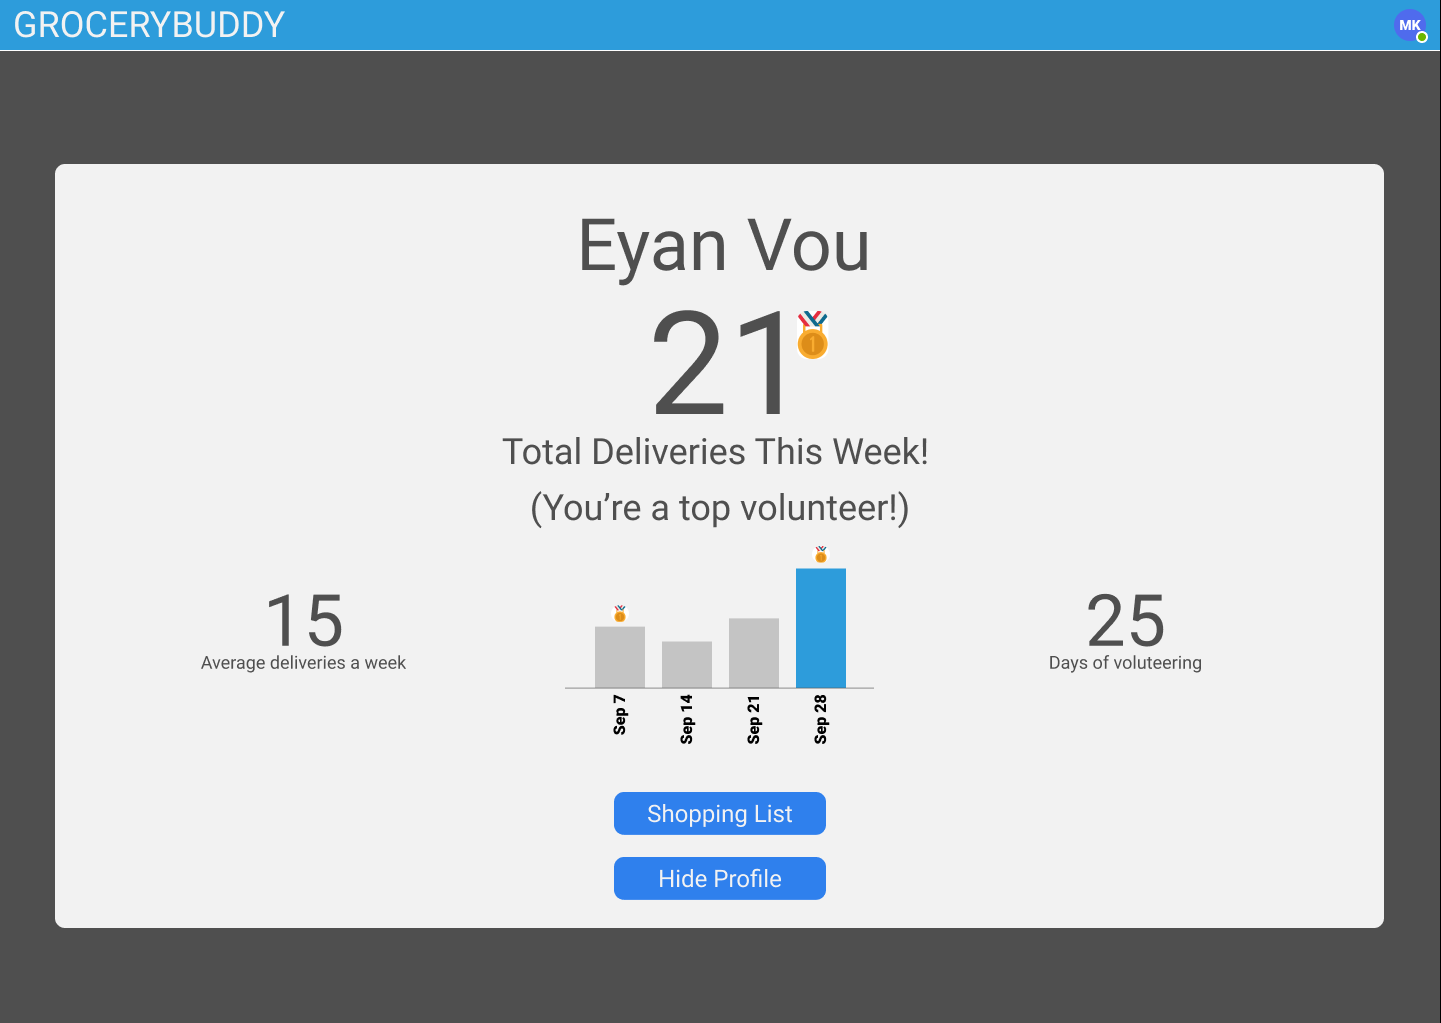 GROCERYBUDDY
MK
Eyan Vou
21
1
Total Deliveries This Week!
(You’re a top volunteer!)
15
Average deliveries a week
25
Days of voluteering
Sep 7
Sep 14
Sep 21
Sep 28
Shopping List
Hide Profile